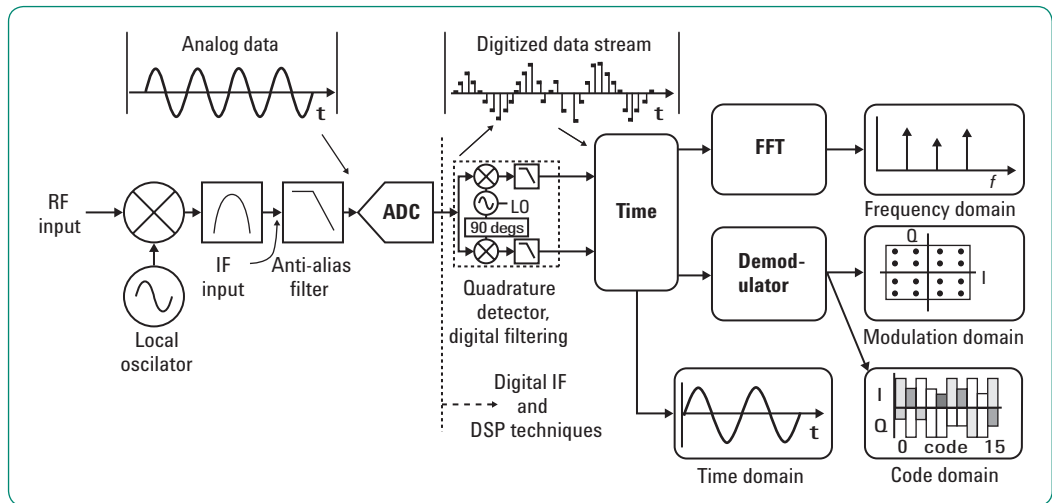 Analog data
t
Digitized data stream
t
RF
input
Local
oscilator
IF
input
Anti-alias
filter
ADC
LO
90 degs
Quadrature
detector,
digital filtering
Digital IF
and
DSP techniques
Time
FFT
f
Frequency domain
Demod-
ulator
Q
I
Modulation domain
t
Time domain
I
Q
0 code 15
Code domain